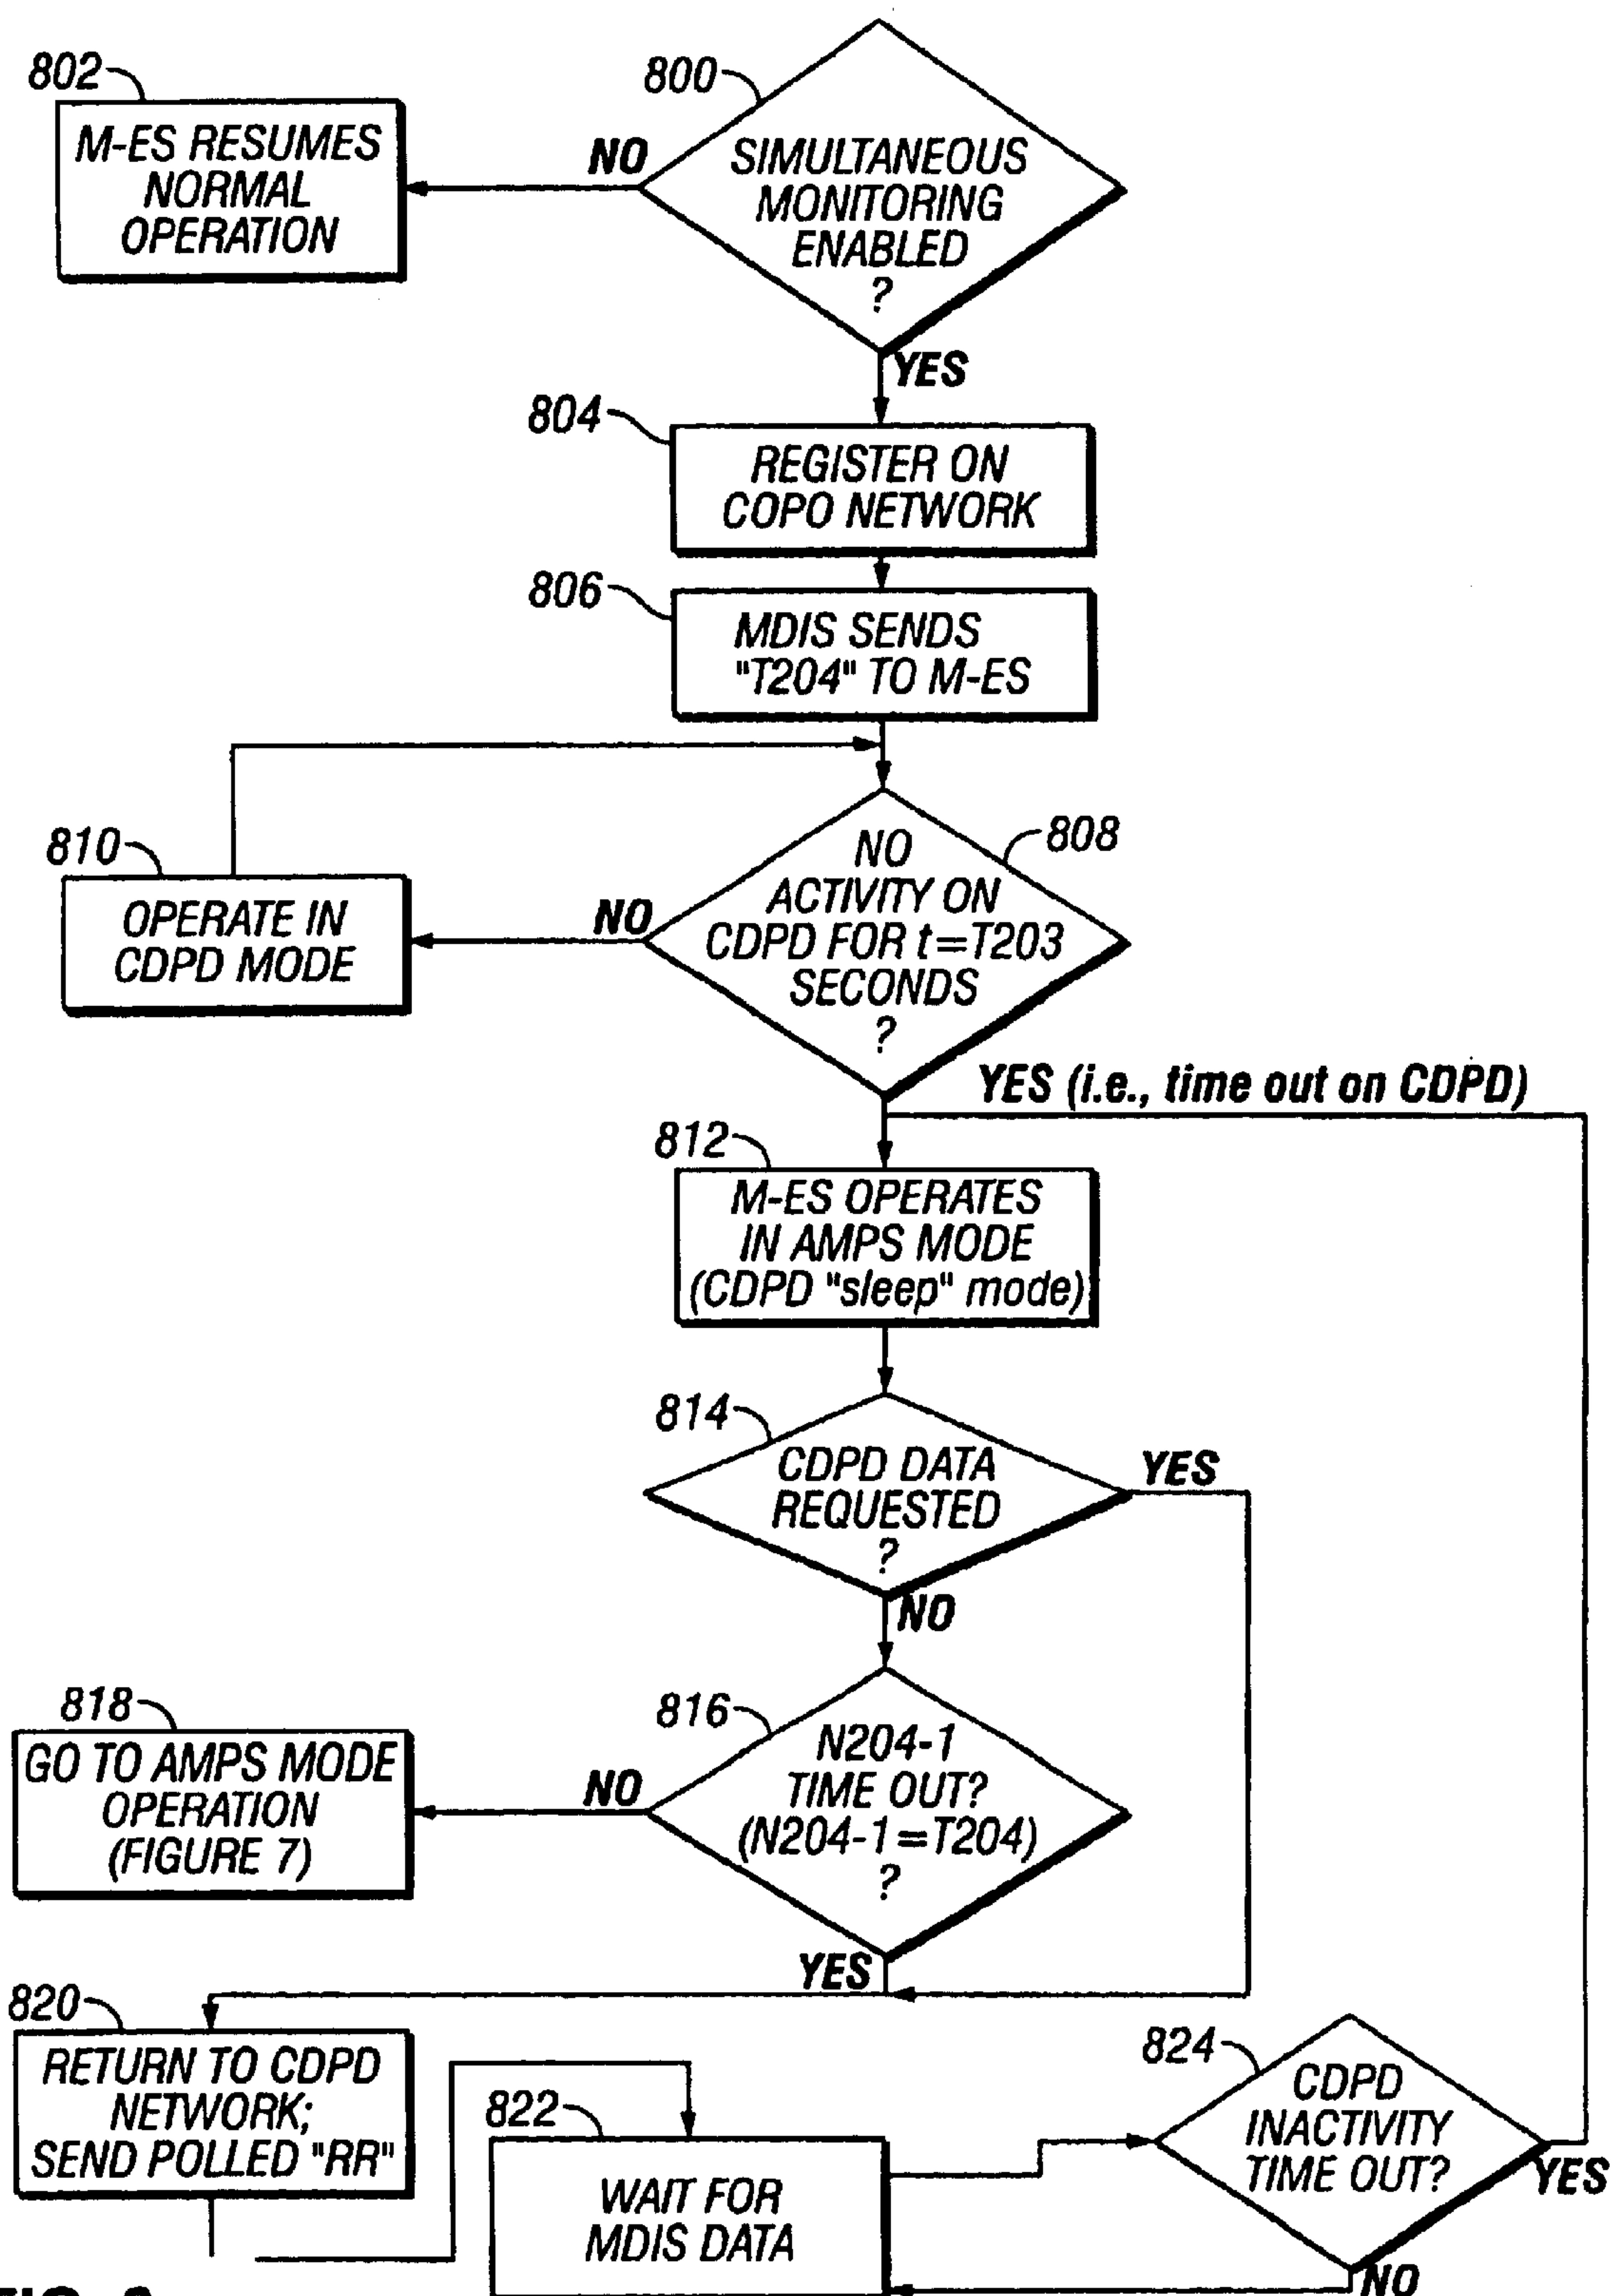 802
M-ES RESUMES
NORMAL
OPERATION
NO
800
SIMULTANEOUS
MONITORING
ENABLED
?
YES
804
REGISTER ON
COPO NETWORK
806
MDIS SENDS
"T204" TO M-ES
810
OPERATE IN
CDPD MODE
NO
808
NO
ACTIVITY ON
CDPD FOR t=T203
SECONDS
?
YES (i.e., time out on CDPD)
812
M-ES OPERATES
IN AMPS MODE
(CDPD "sleep" mode)
814
CDPD DATA
REQUESTED
?
YES
NO
818
GO TO AMPS MODE
OPERATION
(FIGURE 7)
NO
816
N204-1
TIME OUT?
(N204-1=T204)
?
YES
820
RETURN TO CDPD
NETWORK;
SEND POLLED "RR"
822
WAIT FOR
MDIS DATA
824
CDPD
INACTIVITY
TIME OUT?
YES
NO